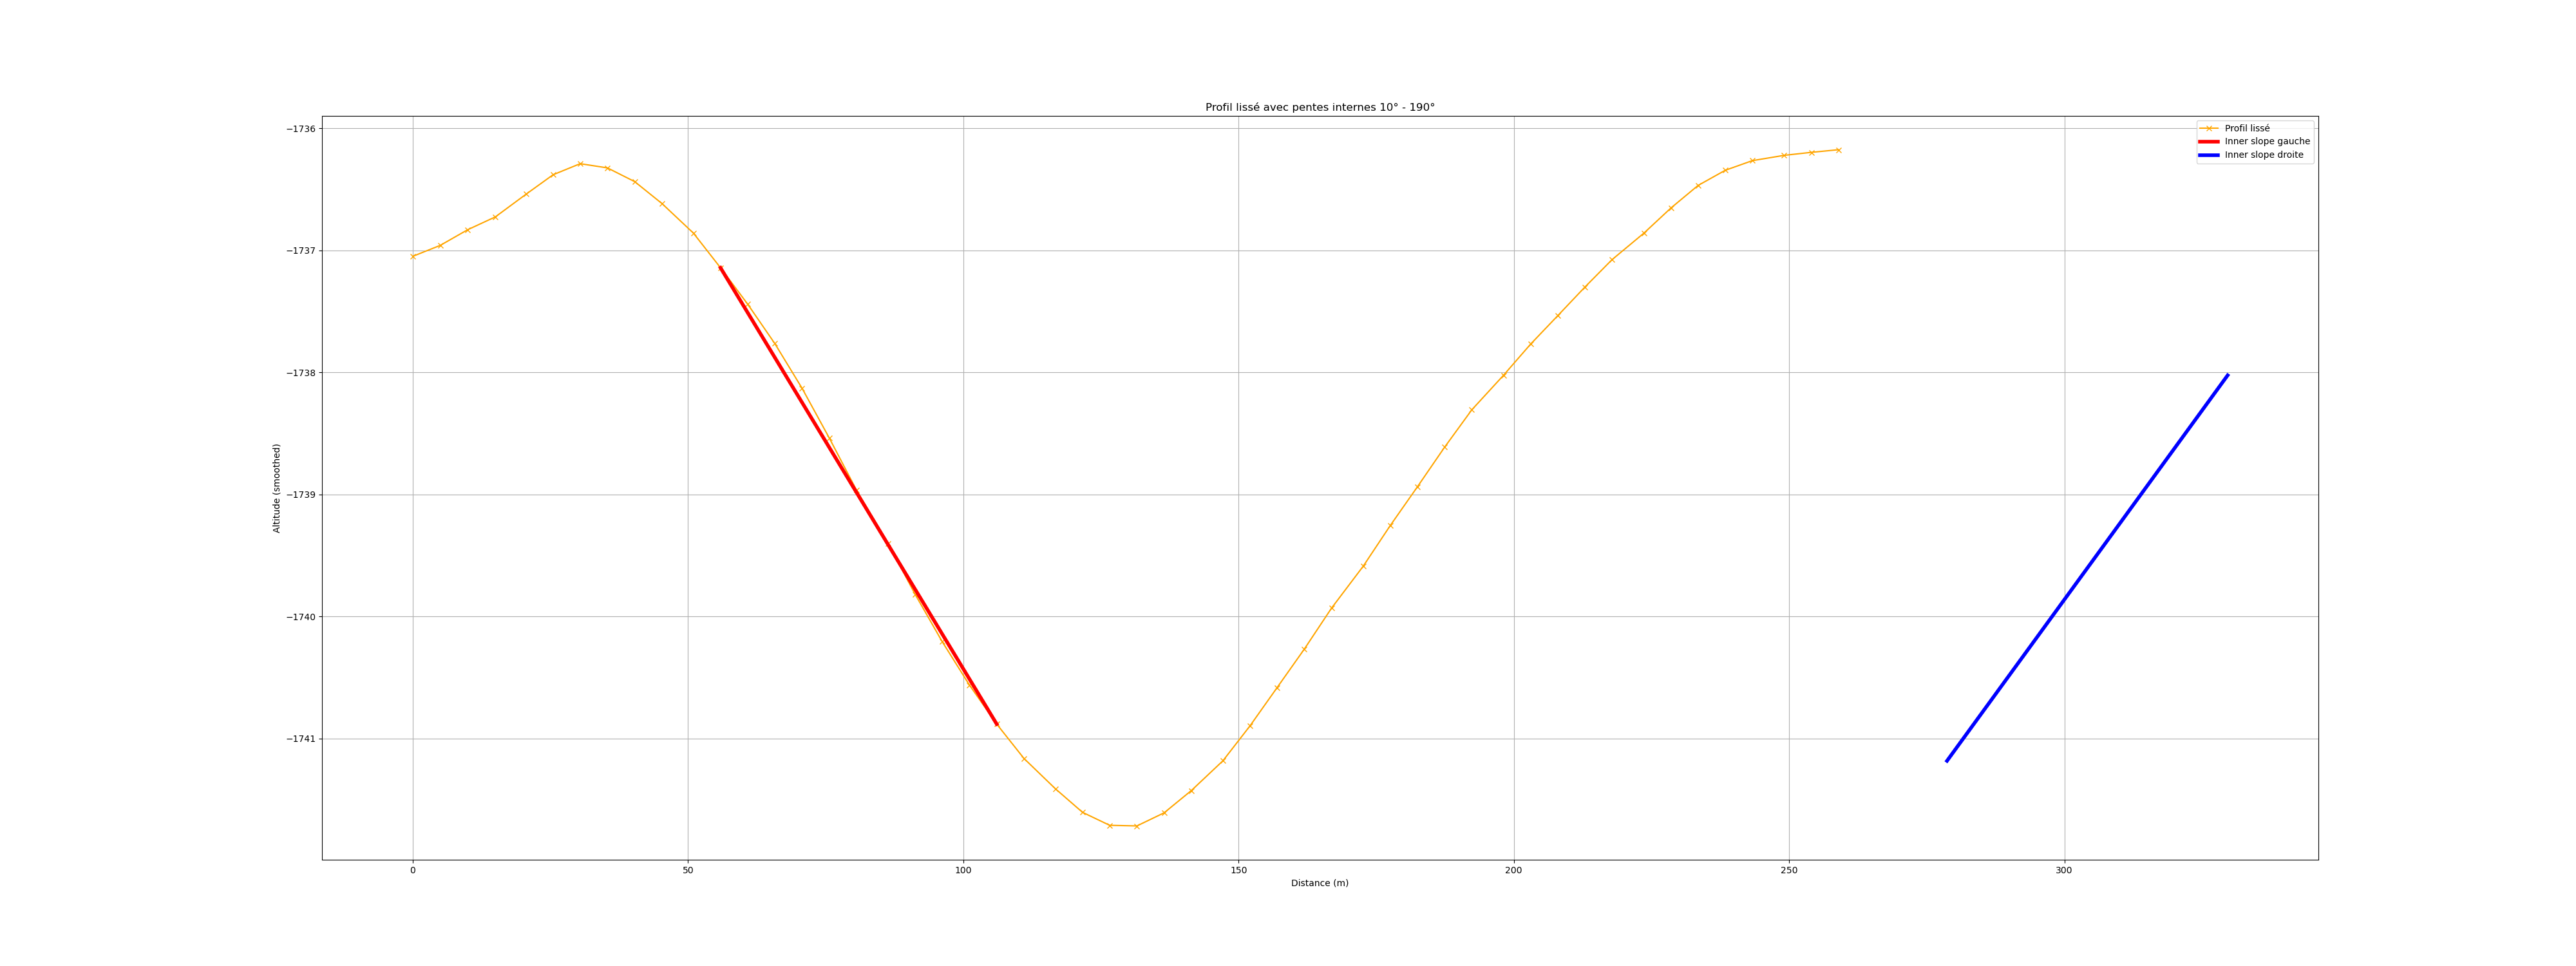 Profil lissé avec pentes internes 10° - 190°
Profil lissé
Inner slope gauche
Inner slope droite
Altitude (smoothed)
−1736
−1737
−1738
−1739
−1740
−1741
0
50
100
150
200
250
300
Distance (m)